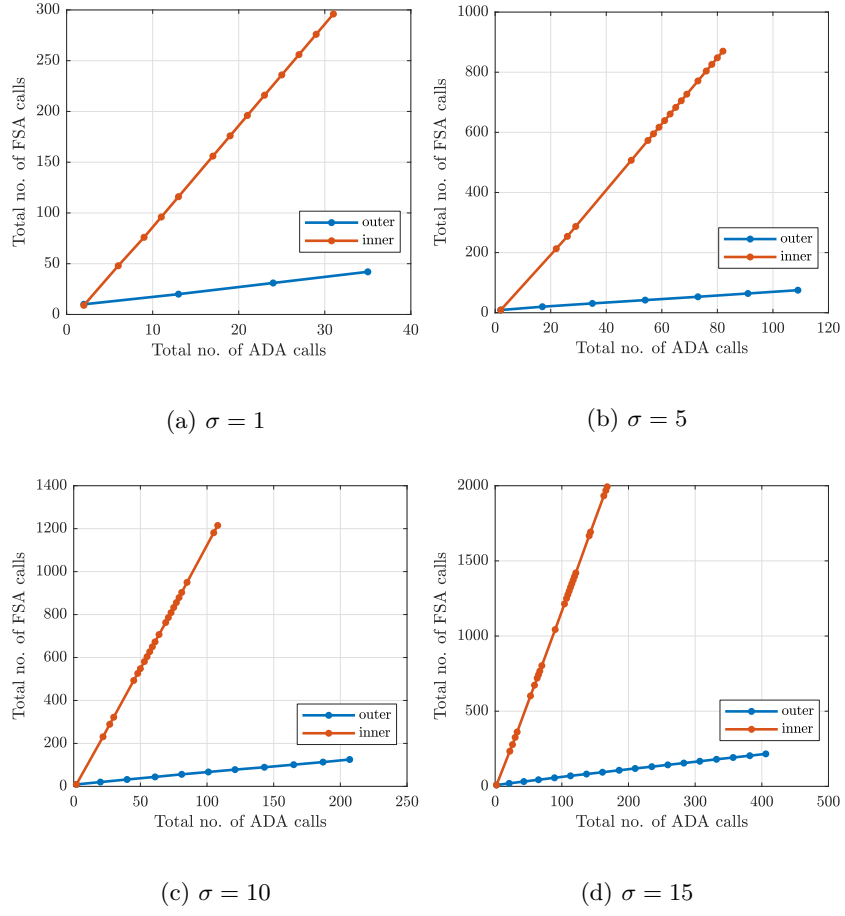 300
250
200
150
100
50
0
0 10 20 30 40
Total no. of FSA calls
Total no. of ADA calls
outer
inner
(a) σ = 1
1000
800
600
400
200
0
0 20 40 60 80 100 120
Total no. of FSA calls
Total no. of ADA calls
outer
inner
(b) σ = 5
1400
1200
1000
800
600
400
200
0
0 50 100 150 200 250
Total no. of FSA calls
Total no. of ADA calls
outer
inner
(c) σ = 10
2000
1500
1000
500
0
0 100 200 300 400 500
Total no. of FSA calls
Total no. of ADA calls
outer
inner
(d) σ = 15